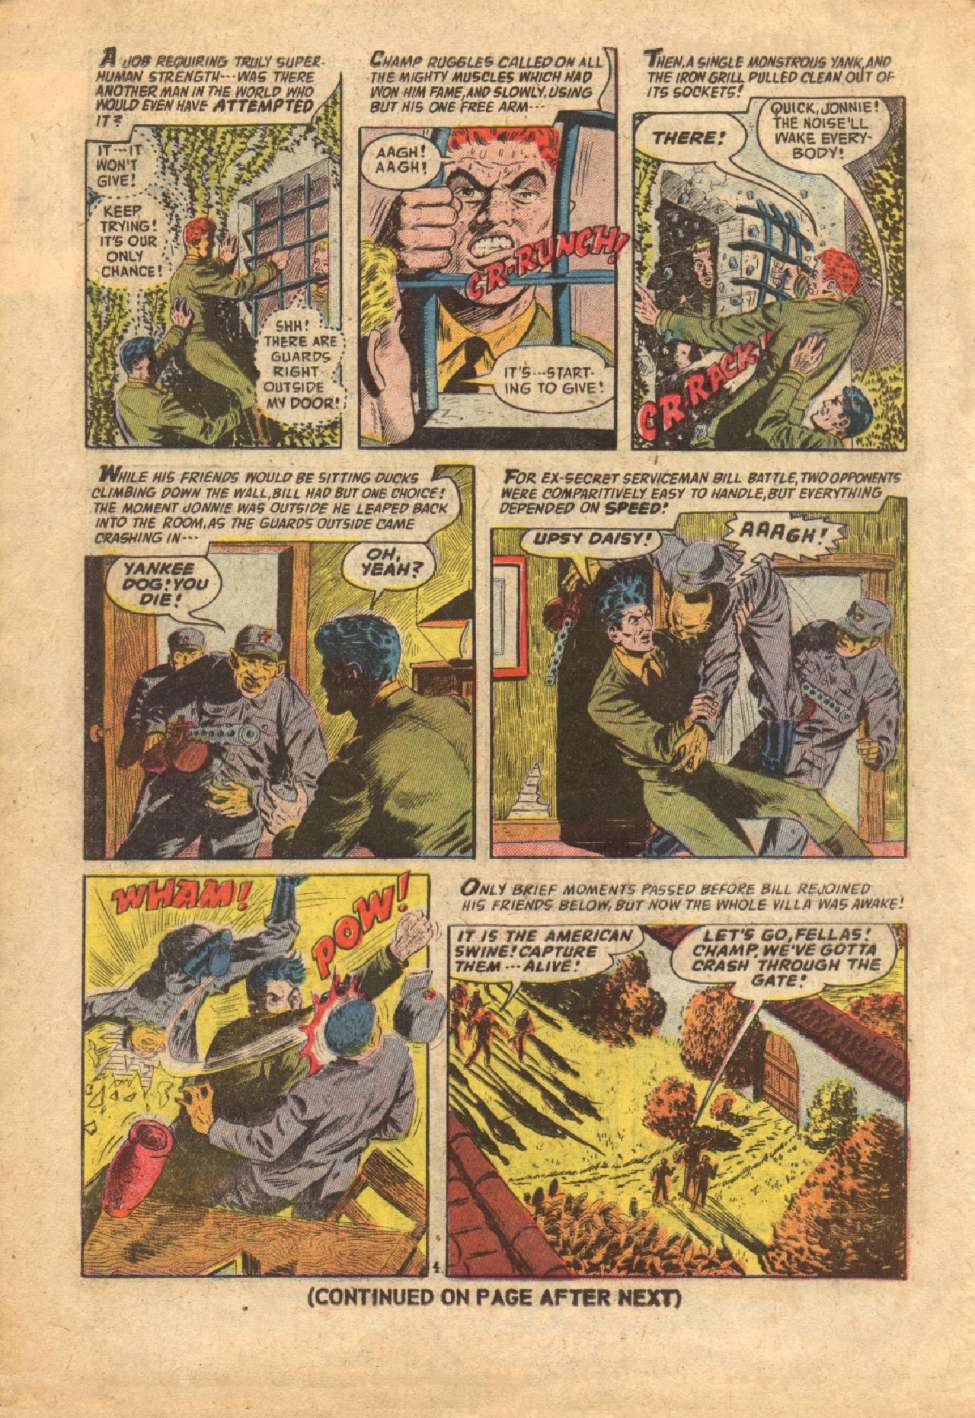 A JOB REQUIRING TRULY SUPER-
HUMAN STRENGTH---WAS THERE
ANOTHER MAN IN THE WORLD WHO
WOULD EVEN HAVE ATTEMPTED
IT?
IT---IT
WON'T
GIVE!
KEEP
TRYING!
IT'S OUR
ONLY
CHANCE!
SHH!
THERE ARE
GUARDS
RIGHT
OUTSIDE
MY DOOR!
CHAMP RUGGLES CALLED ON ALL
THE MIGHTY MUSCLES WHICH HAD
WON HIM FAME, AND SLOWLY, USING
BUT HIS ONE FREE ARM---
AAGH!
AAGH!
CR-RUNCH!
IT'S---START-
ING TO GIVE!
THEN, A SINGLE MONSTROUS YANK, AND
THE IRON GRILL PULLED CLEAN OUT OF
ITS SOCKETS!
THERE!
QUICK, JONNIE!
THE NOISE'LL
WAKE EVERY-
BODY!
CR-RACK!
WHILE HIS FRIENDS WOULD BE SITTING DUCKS
CLIMBING DOWN THE WALL, BILL HAD BUT ONE CHOICE!
THE MOMENT JONNIE WAS OUTSIDE HE LEAPED BACK
INTO THE ROOM, AS THE GUARDS OUTSIDE CAME
CRASHING IN---
YANKEE
DOG! YOU
DIE!
OH,
YEAH?
FOR EX-SECRET SERVICEMAN BILL BATTLE, TWO OPPONENTS
WERE COMPARITIVELY EASY TO HANDLE, BUT EVERYTHING
DEPENDED ON SPEED!
UPSY DAISY!
AAAGH!
WHAM!
POW!
4
ONLY BRIEF MOMENTS PASSED BEFORE BILL REJOINED
HIS FRIENDS BELOW, BUT NOW THE WHOLE VILLA WAS AWAKE!
IT IS THE AMERICAN
SWINE! CAPTURE
THEM---ALIVE!
LET'S GO, FELLAS!
CHAMP, WE'VE GOTTA
CRASH THROUGH THE
GATE!
(CONTINUED ON PAGE AFTER NEXT)